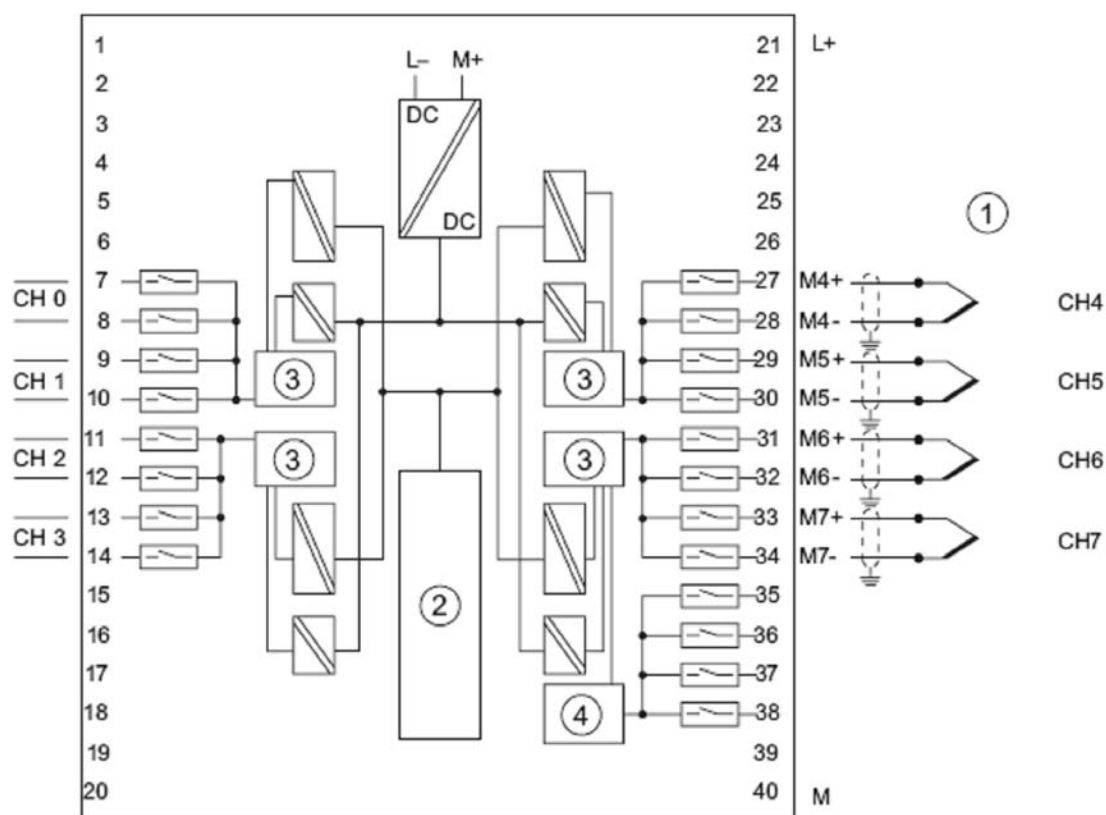 1 21 L+
L– M+
2 22
DC
3 23
4 24
5 25
①
DC
6 26
7 27 M4+
CH 0 CH4
8 28 M4-
9 29 M5+
③ ③
CH 1 CH5
10 30 M5-
11 31 M6+
CH 2 ③ ③ CH6
12 32 M6-
13 33 M7+
CH 3 CH7
14 34 M7-
15 35
②
16 36
17 37
18 ④ 38
19 39
20 40 M